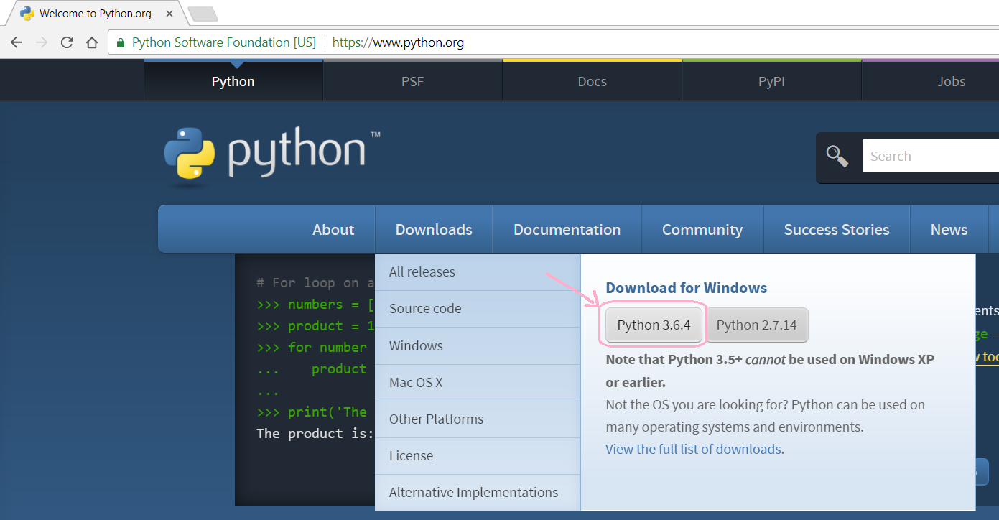 Welcome to Python.org
Python Software Foundation [US] https://www.python.org
Python PSF Docs PyPI Jobs
python™
Search
About Downloads Documentation Community Success Stories News
# For loop on a
>>> numbers = [
>>> product = 1
>>> for number
... product
...
>>> print('The
The product is:
All releases
Source code
Windows
Mac OS X
Other Platforms
License
Alternative Implementations
Download for Windows
Python 3.6.4 Python 2.7.14
Note that Python 3.5+ cannot be used on Windows XP
or earlier.
Not the OS you are looking for? Python can be used on
many operating systems and environments.
View the full list of downloads.